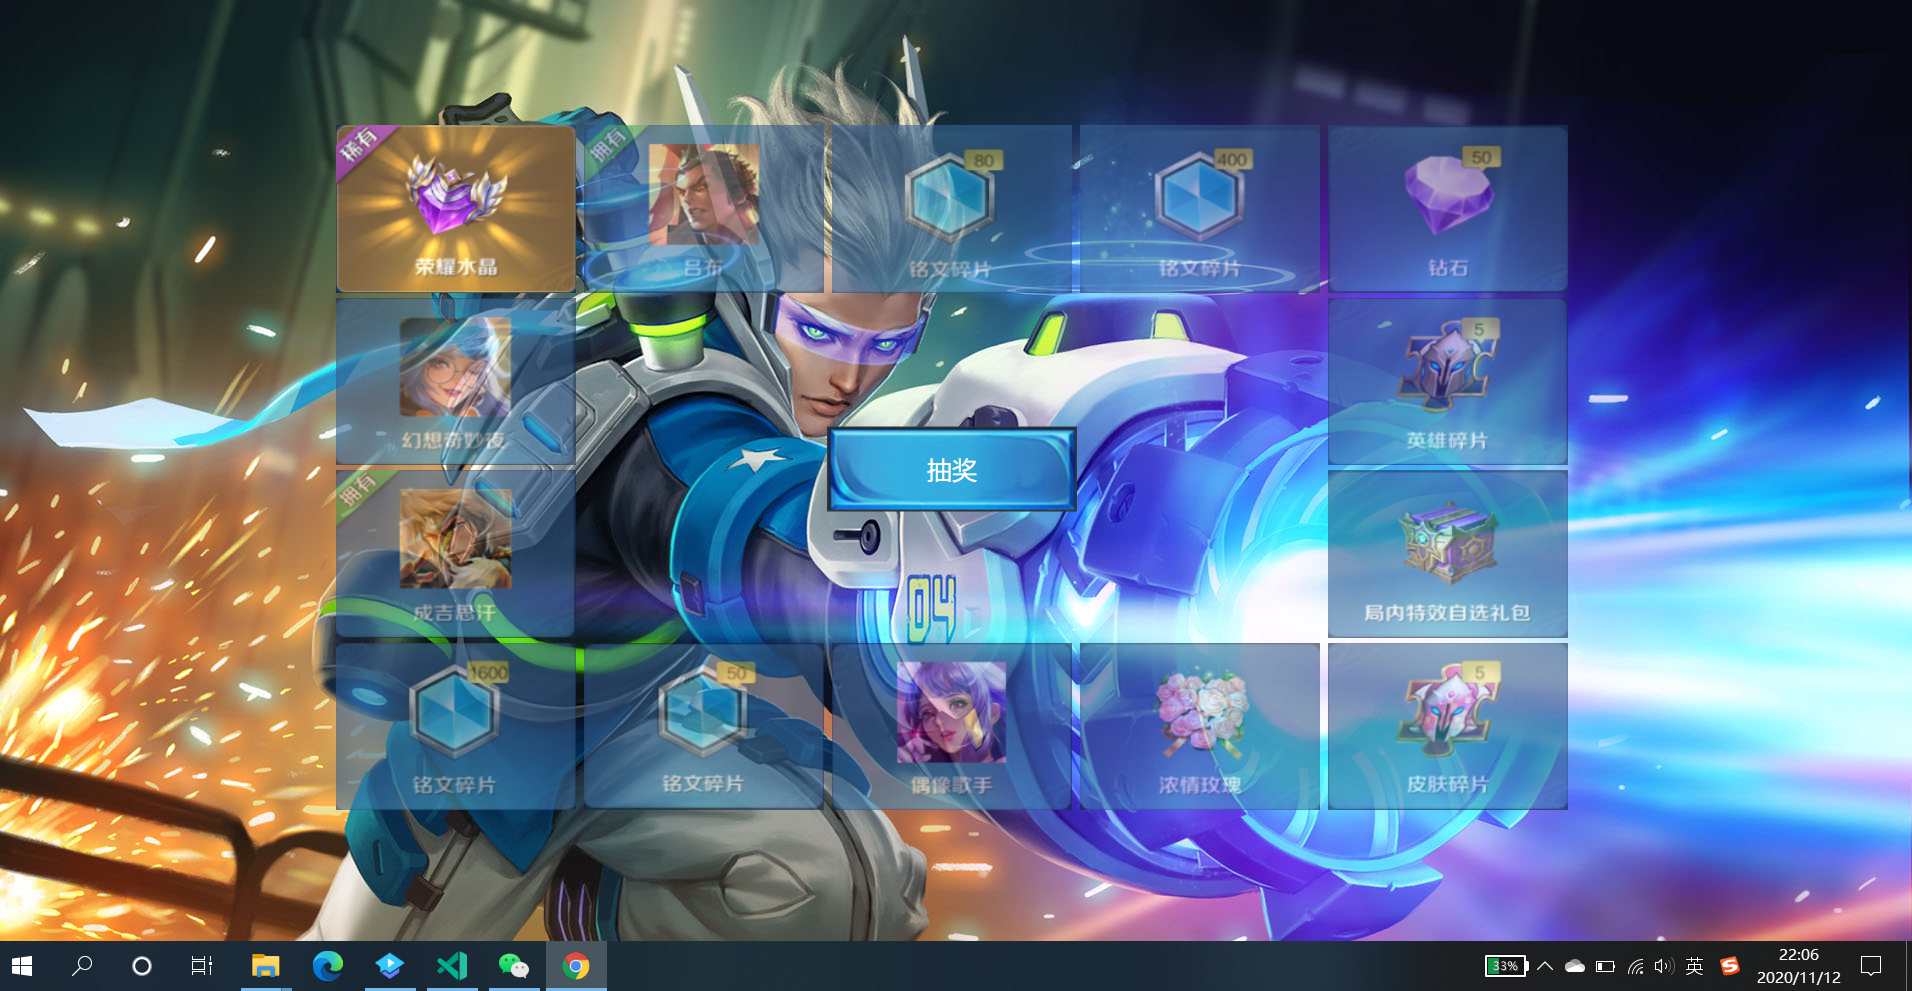 稀有
荣耀水晶
拥有
吕布
80
铭文碎片
400
铭文碎片
50
钻石
幻想奇妙夜
5
英雄碎片
抽奖
拥有
成吉思汗
04
局内特效自选礼包
1600
铭文碎片
50
铭文碎片
偶像歌手
浓情玫瑰
5
皮肤碎片
33%
英
22:06
2020/11/12